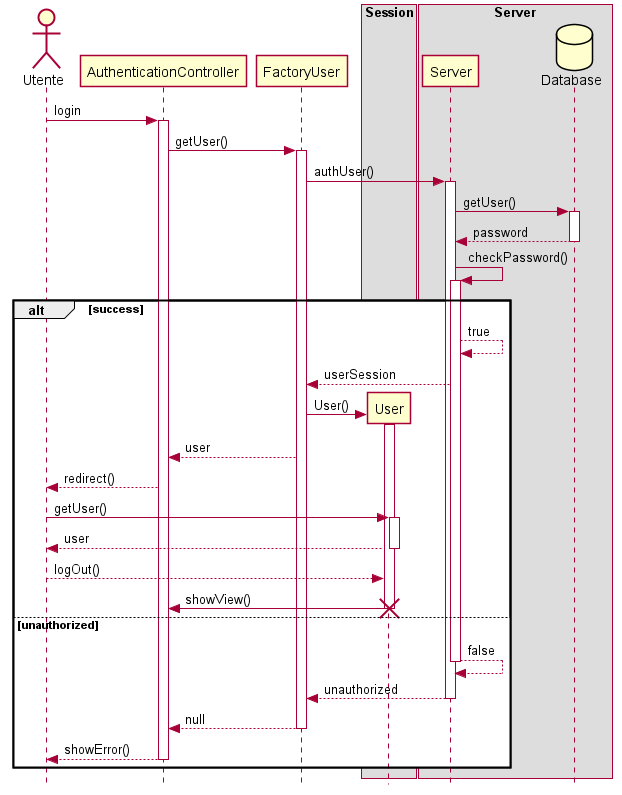 Session
Server
Utente
AuthenticationController
FactoryUser
Server
Database
login
getUser()
authUser()
getUser()
password
checkPassword()
alt
[success]
true
userSession
User()
User
user
redirect()
getUser()
user
logOut()
showView()
[unauthorized]
false
unauthorized
null
showError()